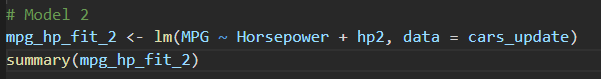 # Model 2
mpg_hp_fit_2 <- lm(MPG ~ Horsepower + hp2, data = cars_update)
summary(mpg_hp_fit_2)